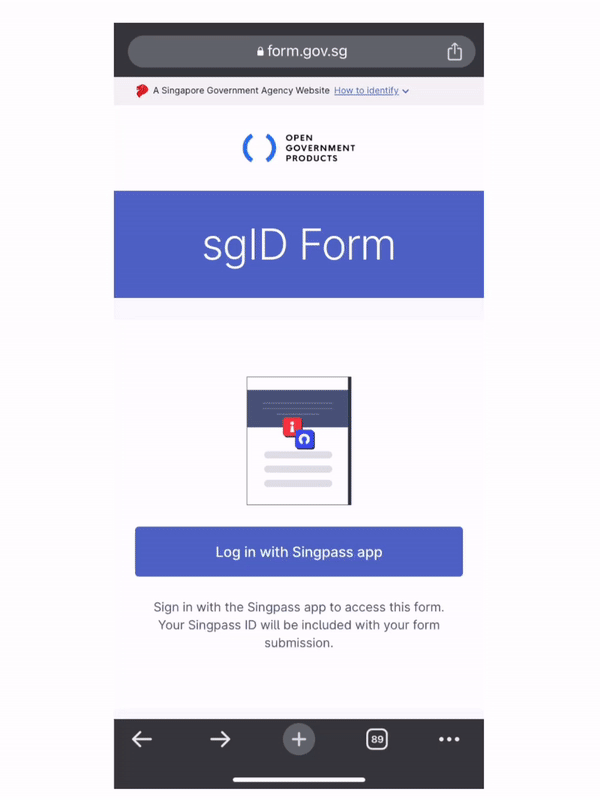 form.gov.sg
A Singapore Government Agency Website How to identify
OPEN
GOVERNMENT
PRODUCTS
sgID Form
Log in with Singpass app
Sign in with the Singpass app to access this form.
Your Singpass ID will be included with your form
submission.
89